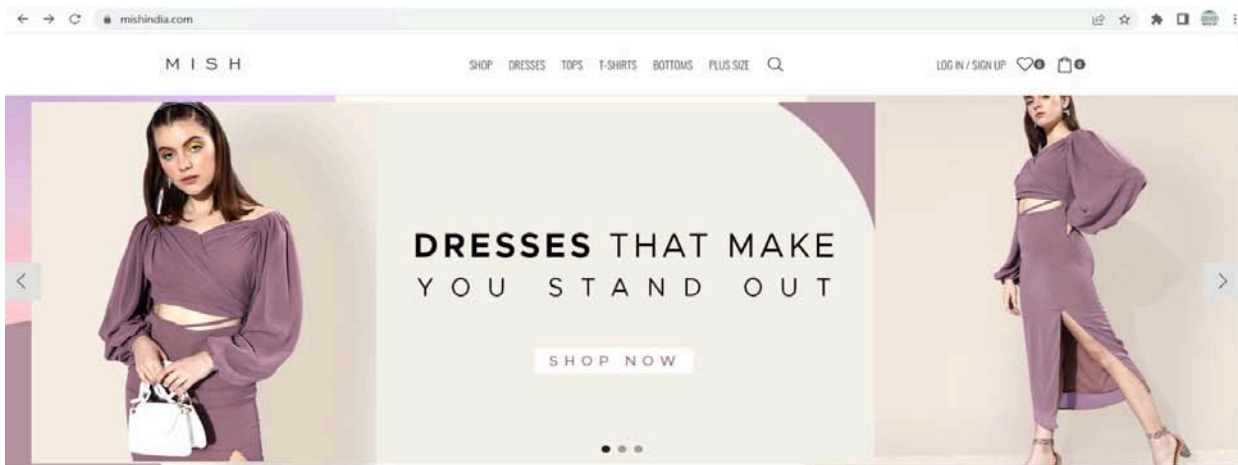 mishindia.com
MISH
SHOP DRESSES TOPS T-SHIRTS BOTTOMS PLUS SIZE
LOG IN / SIGN UP 0 0
DRESSES THAT MAKE
YOU STAND OUT
SHOP NOW